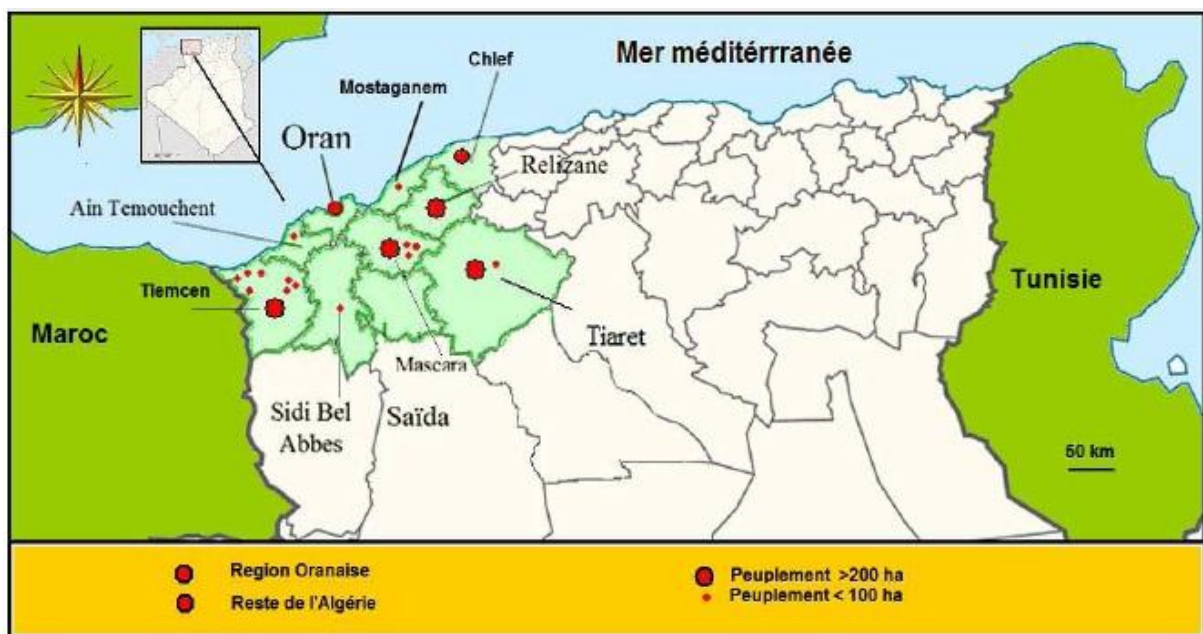 Mer méditérrranée
Chlef
Mostaganem
Oran
Relizane
Ain Temouchent
Tlemcen
Maroc
Tunisie
Tiaret
Mascara
Sidi Bel
Abbes
Saïda
50 km
Region Oranaise
Reste de l'Algérie
Peuplement >200 ha
Peuplement < 100 ha